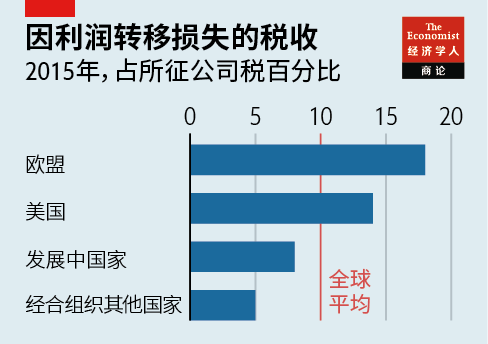 因利润转移损失的税收
2015年，占所征公司税百分比
The
Economist
经济学人
商论
0 5 10 15 20
欧盟
美国
发展中国家
经合组织其他国家
全球
平均